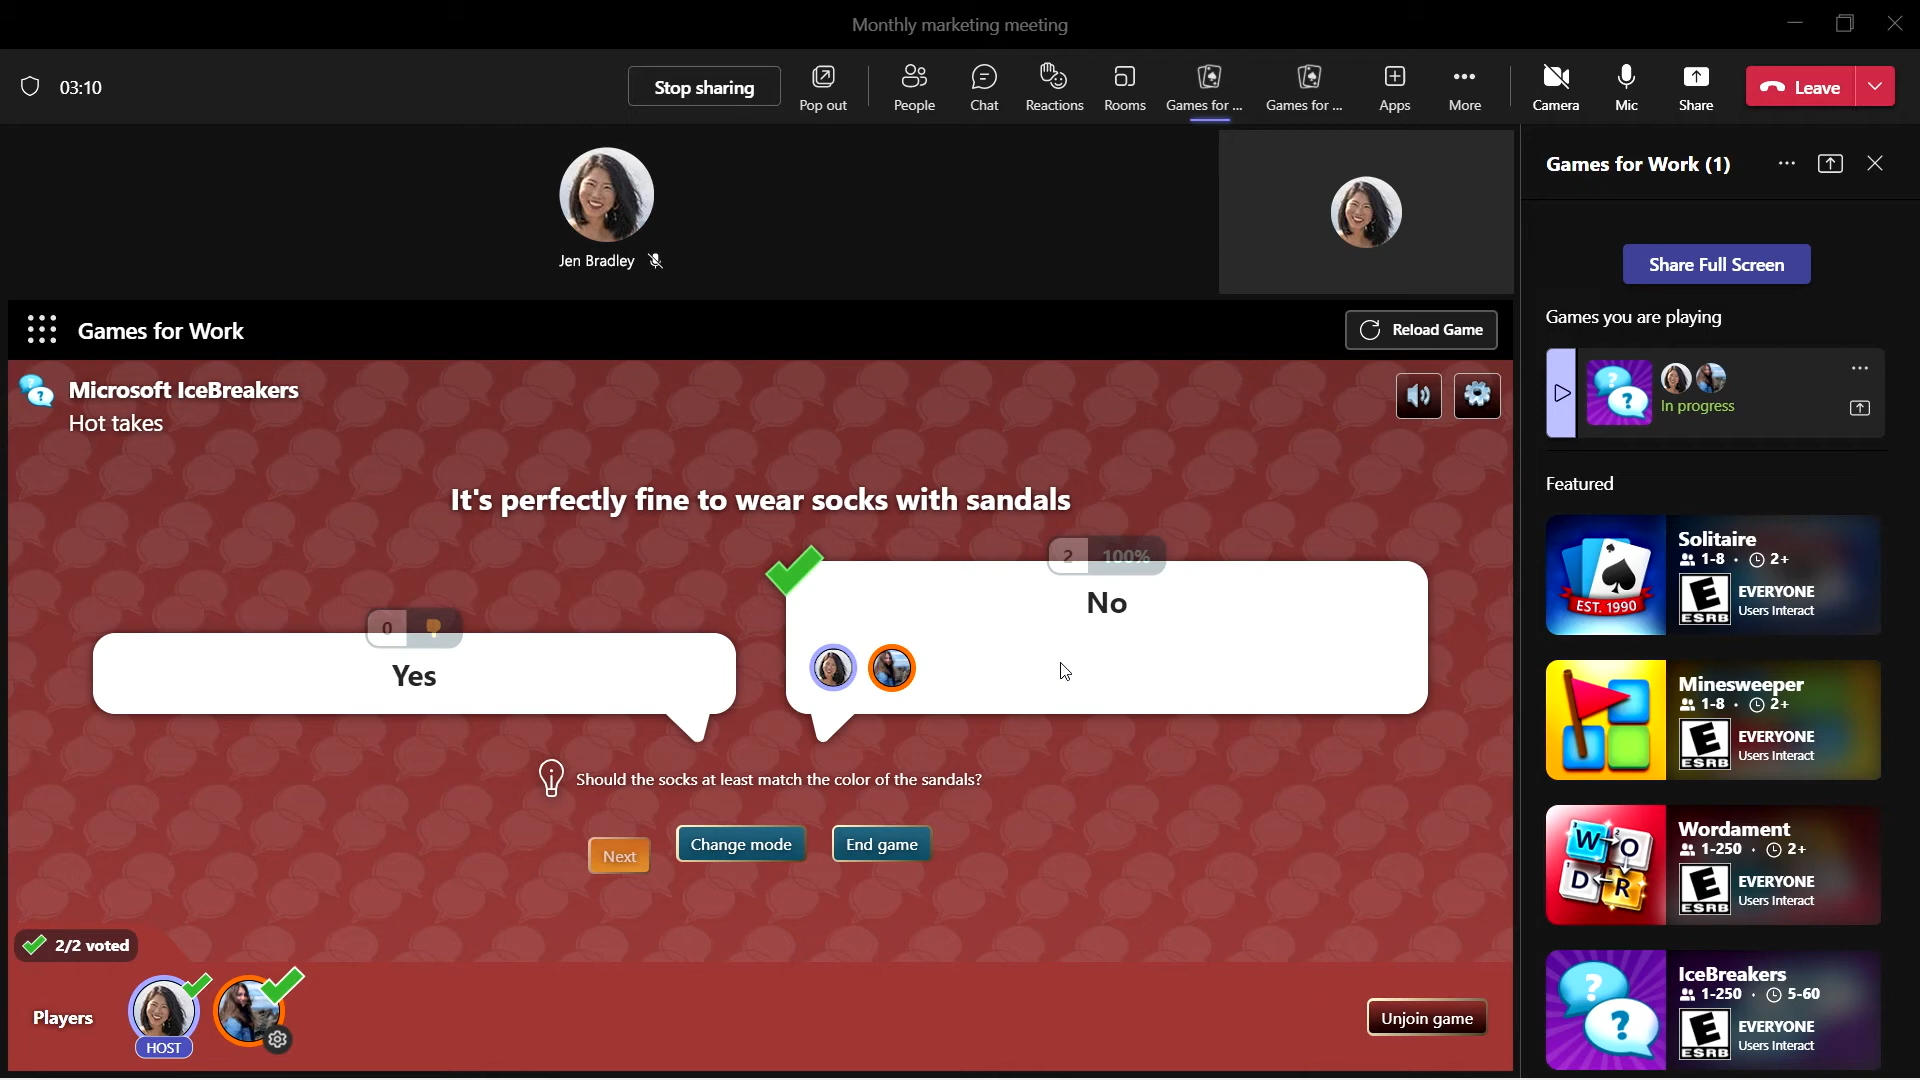 Monthly marketing meeting
03:10
Stop sharing
Pop out
People
Chat
Reactions
Rooms
Games for ...
Games for ...
Apps
More
Camera
Mic
Share
Leave
Jen Bradley
Games for Work
Reload Game
Microsoft IceBreakers
Hot takes
It's perfectly fine to wear socks with sandals
0
Yes
2 100%
No
Should the socks at least match the color of the sandals?
Next
Change mode
End game
2/2 voted
Players
HOST
Unjoin game
Games for Work (1)
Share Full Screen
Games you are playing
In progress
Featured
EST. 1990
Solitaire
1-8 · 2+
E
ESRB
EVERYONE
Users Interact
Minesweeper
1-8 · 2+
E
ESRB
EVERYONE
Users Interact
W O
D R
Wordament
1-250 · 2+
E
ESRB
EVERYONE
Users Interact
IceBreakers
1-250 · 5-60
E
ESRB
EVERYONE
Users Interact